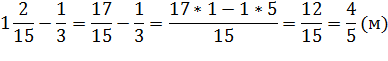 1 2/15 − 1/3 = 17/15 − 1/3 = (17 * 1 − 1 * 5)/15 = 12/15 = 4/5 (м)